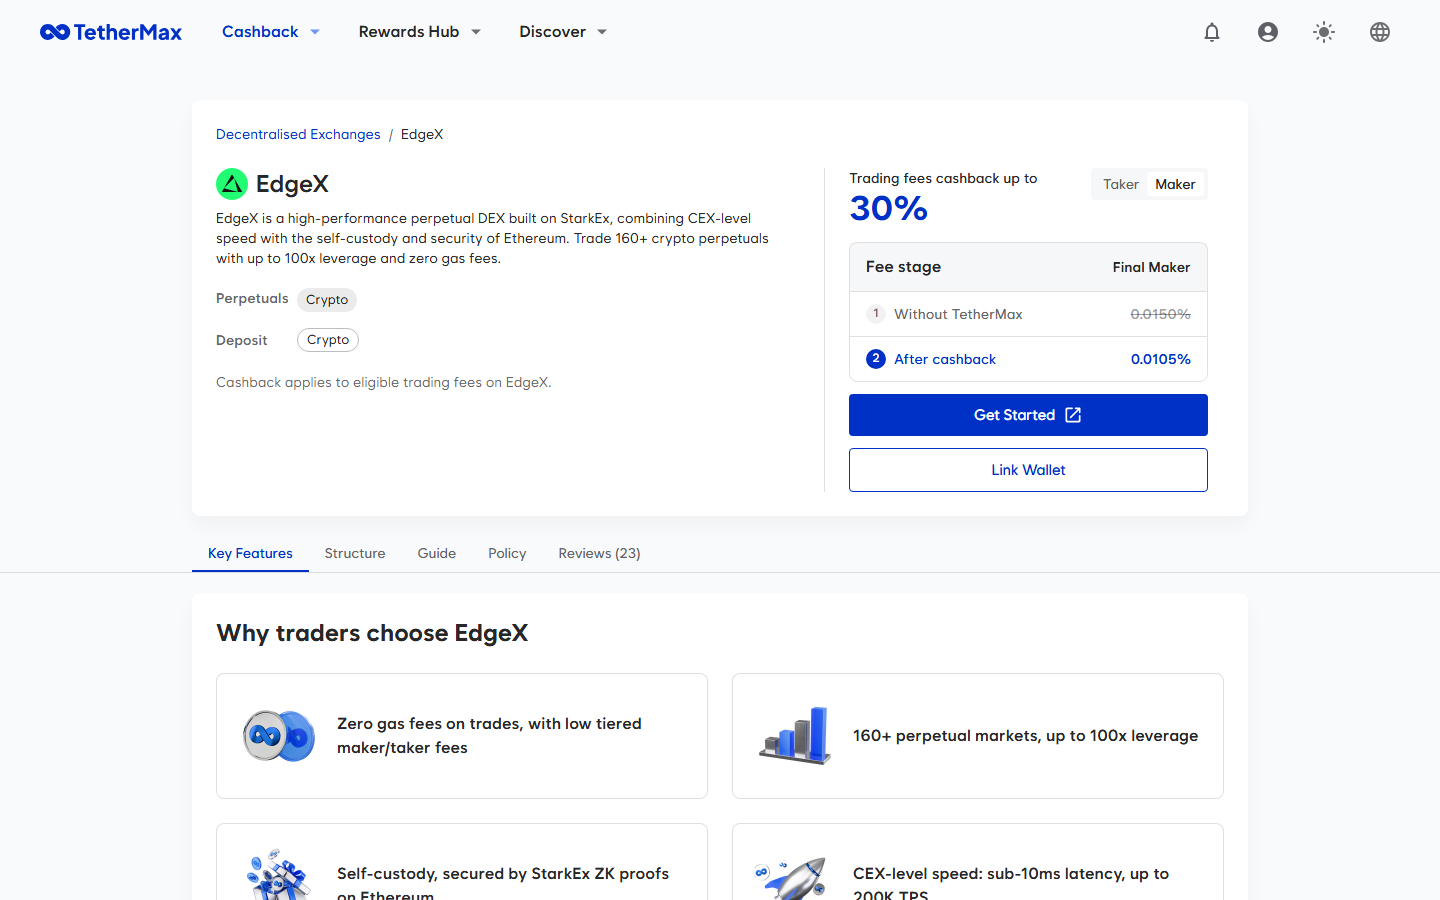 TetherMax
Cashback
Rewards Hub
Discover
Decentralised Exchanges / EdgeX
EdgeX
EdgeX is a high-performance perpetual DEX built on StarkEx, combining CEX-level
speed with the self-custody and security of Ethereum. Trade 160+ crypto perpetuals
with up to 100x leverage and zero gas fees.
Perpetuals Crypto
Deposit Crypto
Cashback applies to eligible trading fees on EdgeX.
Trading fees cashback up to
30%
Taker Maker
Fee stage Final Maker
1 Without TetherMax 0.0150%
2 After cashback 0.0105%
Get Started
Link Wallet
Key Features
Structure
Guide
Policy
Reviews (23)
Why traders choose EdgeX
Zero gas fees on trades, with low tiered
maker/taker fees
160+ perpetual markets, up to 100x leverage
Self-custody, secured by StarkEx ZK proofs
on Ethereum
CEX-level speed: sub-10ms latency, up to
200K TPS